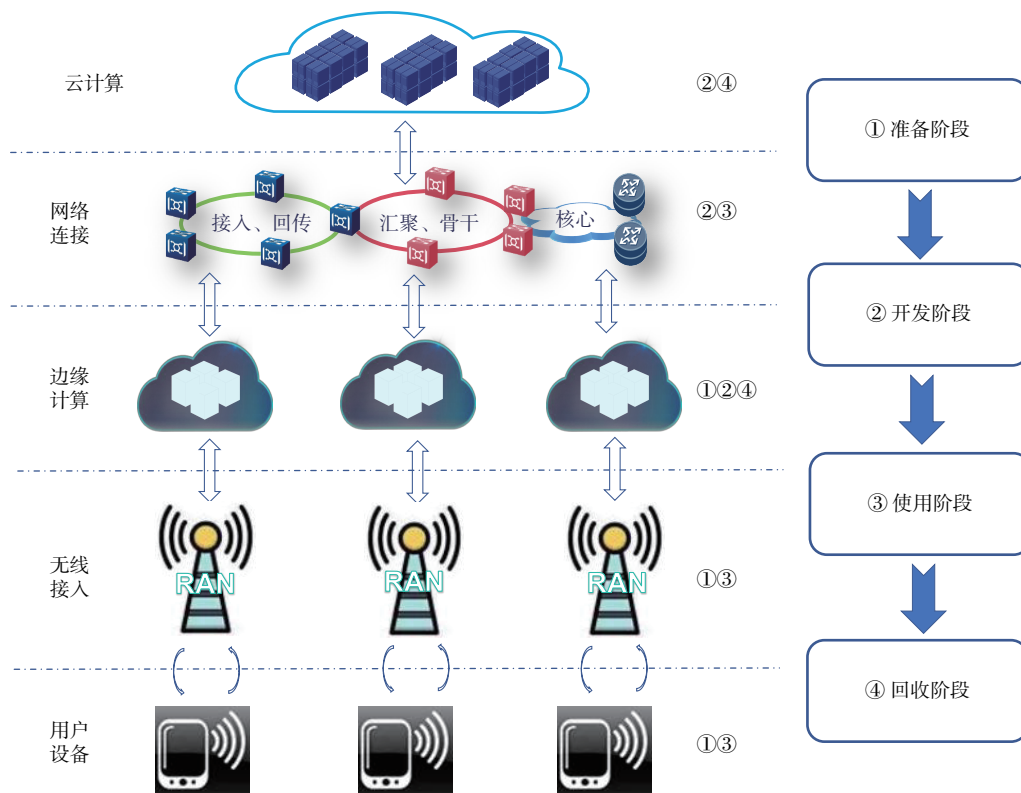 云计算
②④
① 准备阶段
网络
连接
接入、回传
汇聚、骨干
核心
②③
② 开发阶段
边缘
计算
①②④
③ 使用阶段
无线
接入
RAN
RAN
RAN
①③
④ 回收阶段
用户
设备
①③